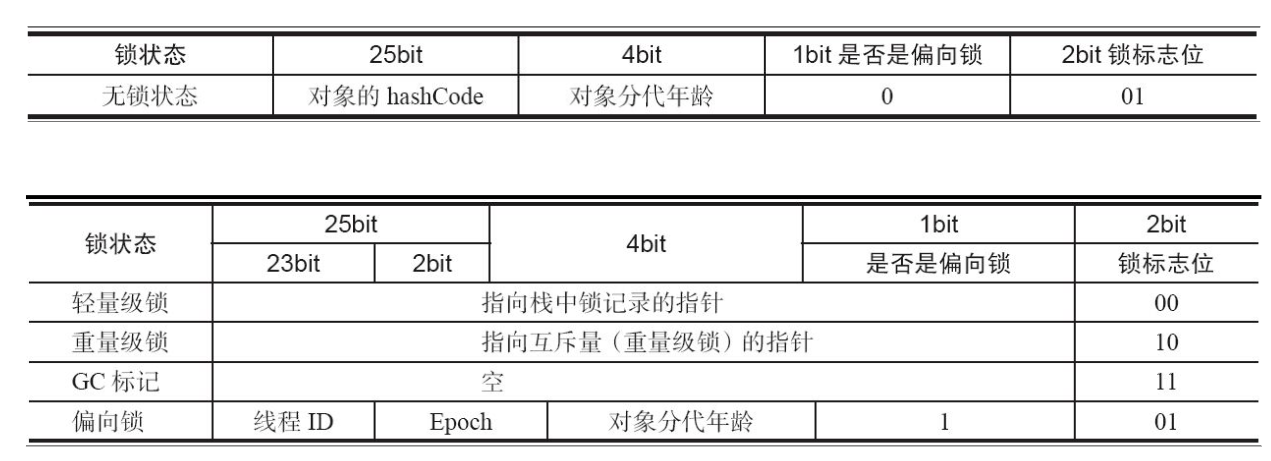 锁状态 25bit 4bit 1bit 是否是偏向锁 2bit 锁标志位
无锁状态 对象的 hashCode 对象分代年龄 0 01
锁状态 25bit 4bit 1bit 2bit
23bit 2bit 是否是偏向锁 锁标志位
轻量级锁 指向栈中锁记录的指针 00
重量级锁 指向互斥量（重量级锁）的指针 10
GC 标记 空 11
偏向锁 线程 ID Epoch 对象分代年龄 1 01